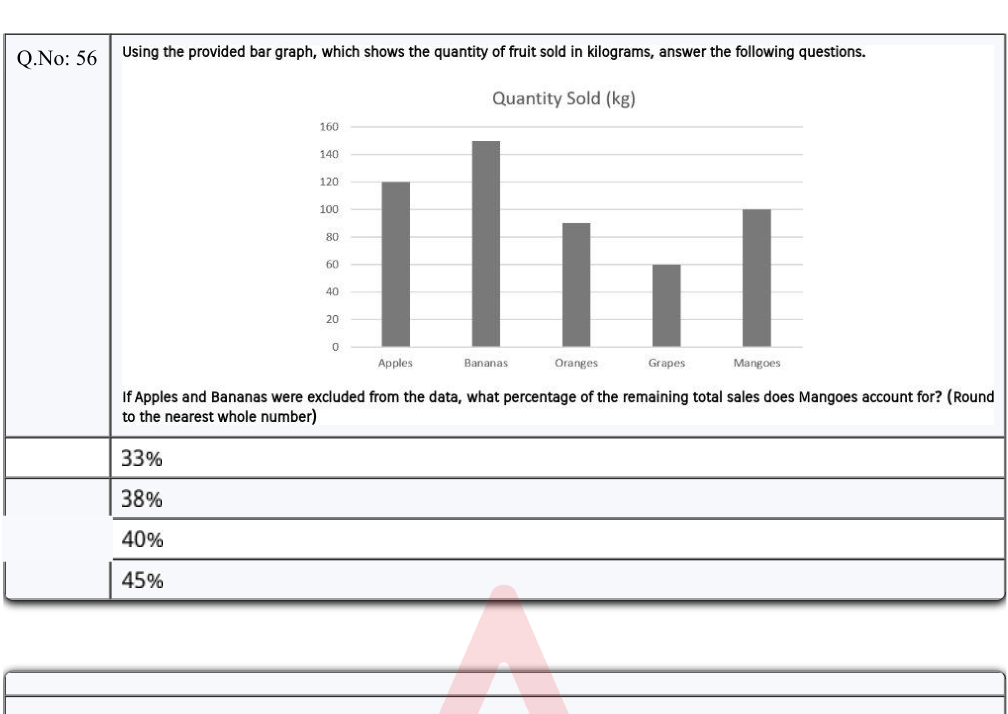 Q.No: 56
Using the provided bar graph, which shows the quantity of fruit sold in kilograms, answer the following questions.
Quantity Sold (kg)
160
140
120
100
80
60
40
20
0
Apples Bananas Oranges Grapes Mangoes
If Apples and Bananas were excluded from the data, what percentage of the remaining total sales does Mangoes account for? (Round
to the nearest whole number)
33%
38%
40%
45%